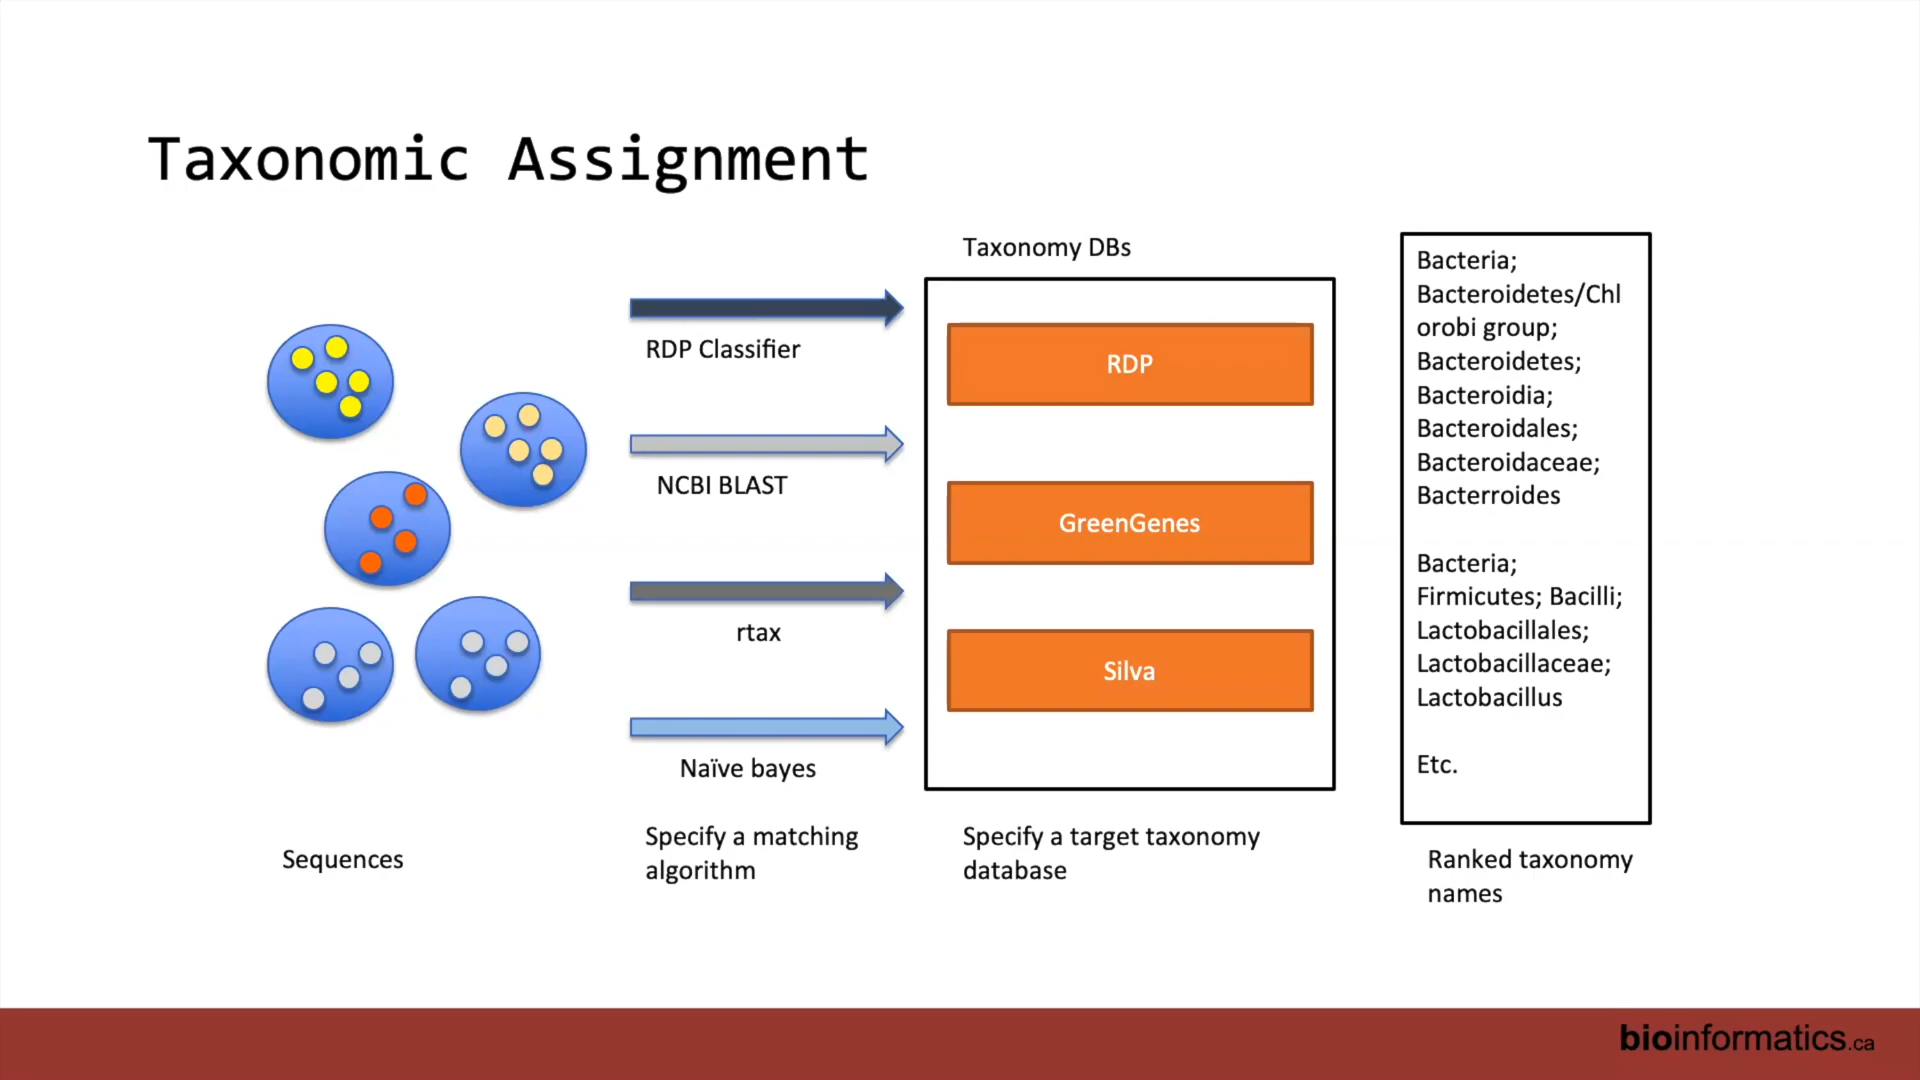 Taxonomic Assignment
Taxonomy DBs
RDP Classifier
NCBI BLAST
rtax
Naïve bayes
RDP
GreenGenes
Silva
Bacteria;
Bacteroidetes/Chl
orobi group;
Bacteroidetes;
Bacteroidia;
Bacteroidales;
Bacteroidaceae;
Bacterroides
Bacteria;
Firmicutes; Bacilli;
Lactobacillales;
Lactobacillaceae;
Lactobacillus
Etc.
Sequences
Specify a matching
algorithm
Specify a target taxonomy
database
Ranked taxonomy
names
bioinformatics.ca